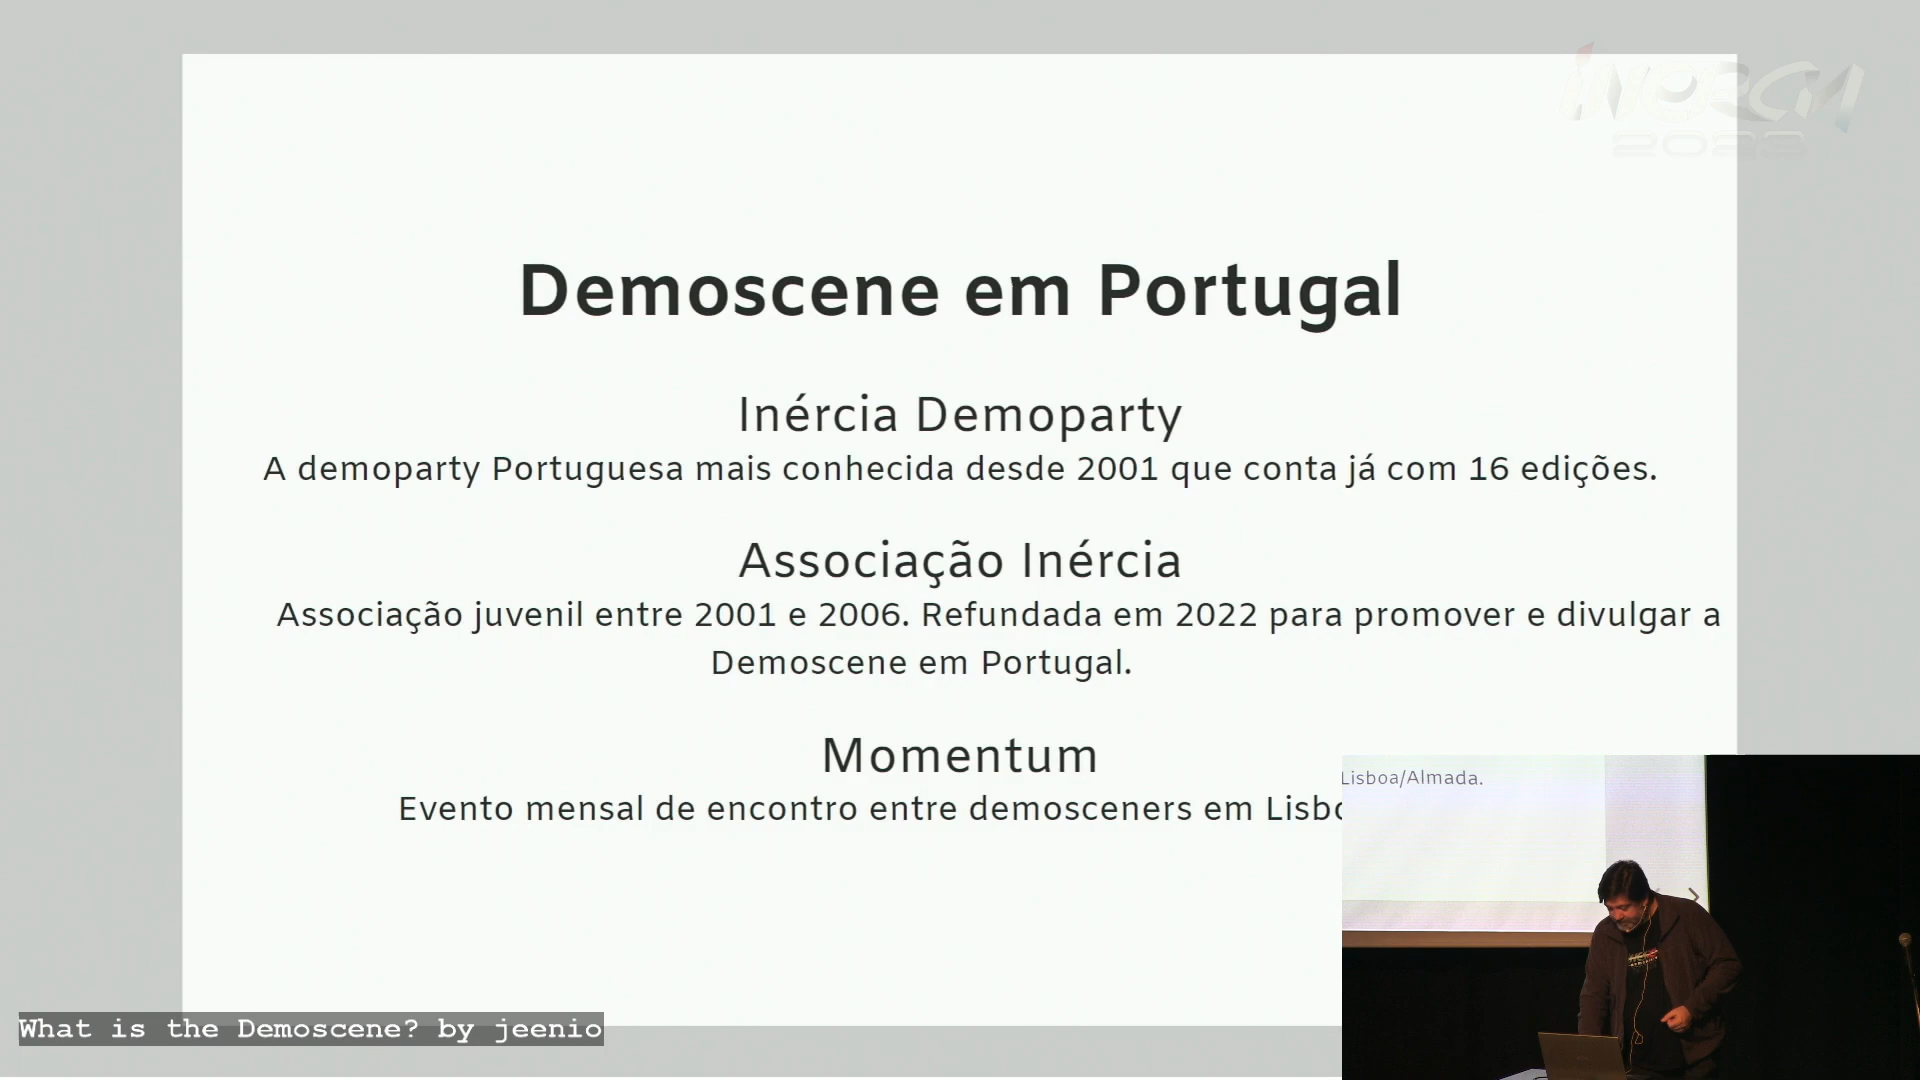 INÉRCIA
2023
Demoscene em Portugal
Inércia Demoparty
A demoparty Portuguesa mais conhecida desde 2001 que conta já com 16 edições.
Associação Inércia
Associação juvenil entre 2001 e 2006. Refundada em 2022 para promover e divulgar a
Demoscene em Portugal.
Momentum
Evento mensal de encontro entre demosceners em
Lisboa/Almada.
What is the Demoscene? by jeenio